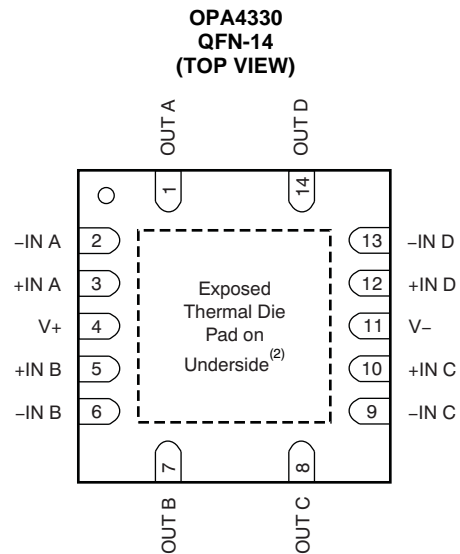 OPA4330
QFN-14
(TOP VIEW)
OUT A
OUT D
1
14
−IN A 2
13 −IN D
+IN A 3
12 +IN D
V+ 4
11 V−
+IN B 5
10 +IN C
−IN B 6
9 −IN C
Exposed
Thermal Die
Pad on
Underside(2)
7
8
OUT B
OUT C